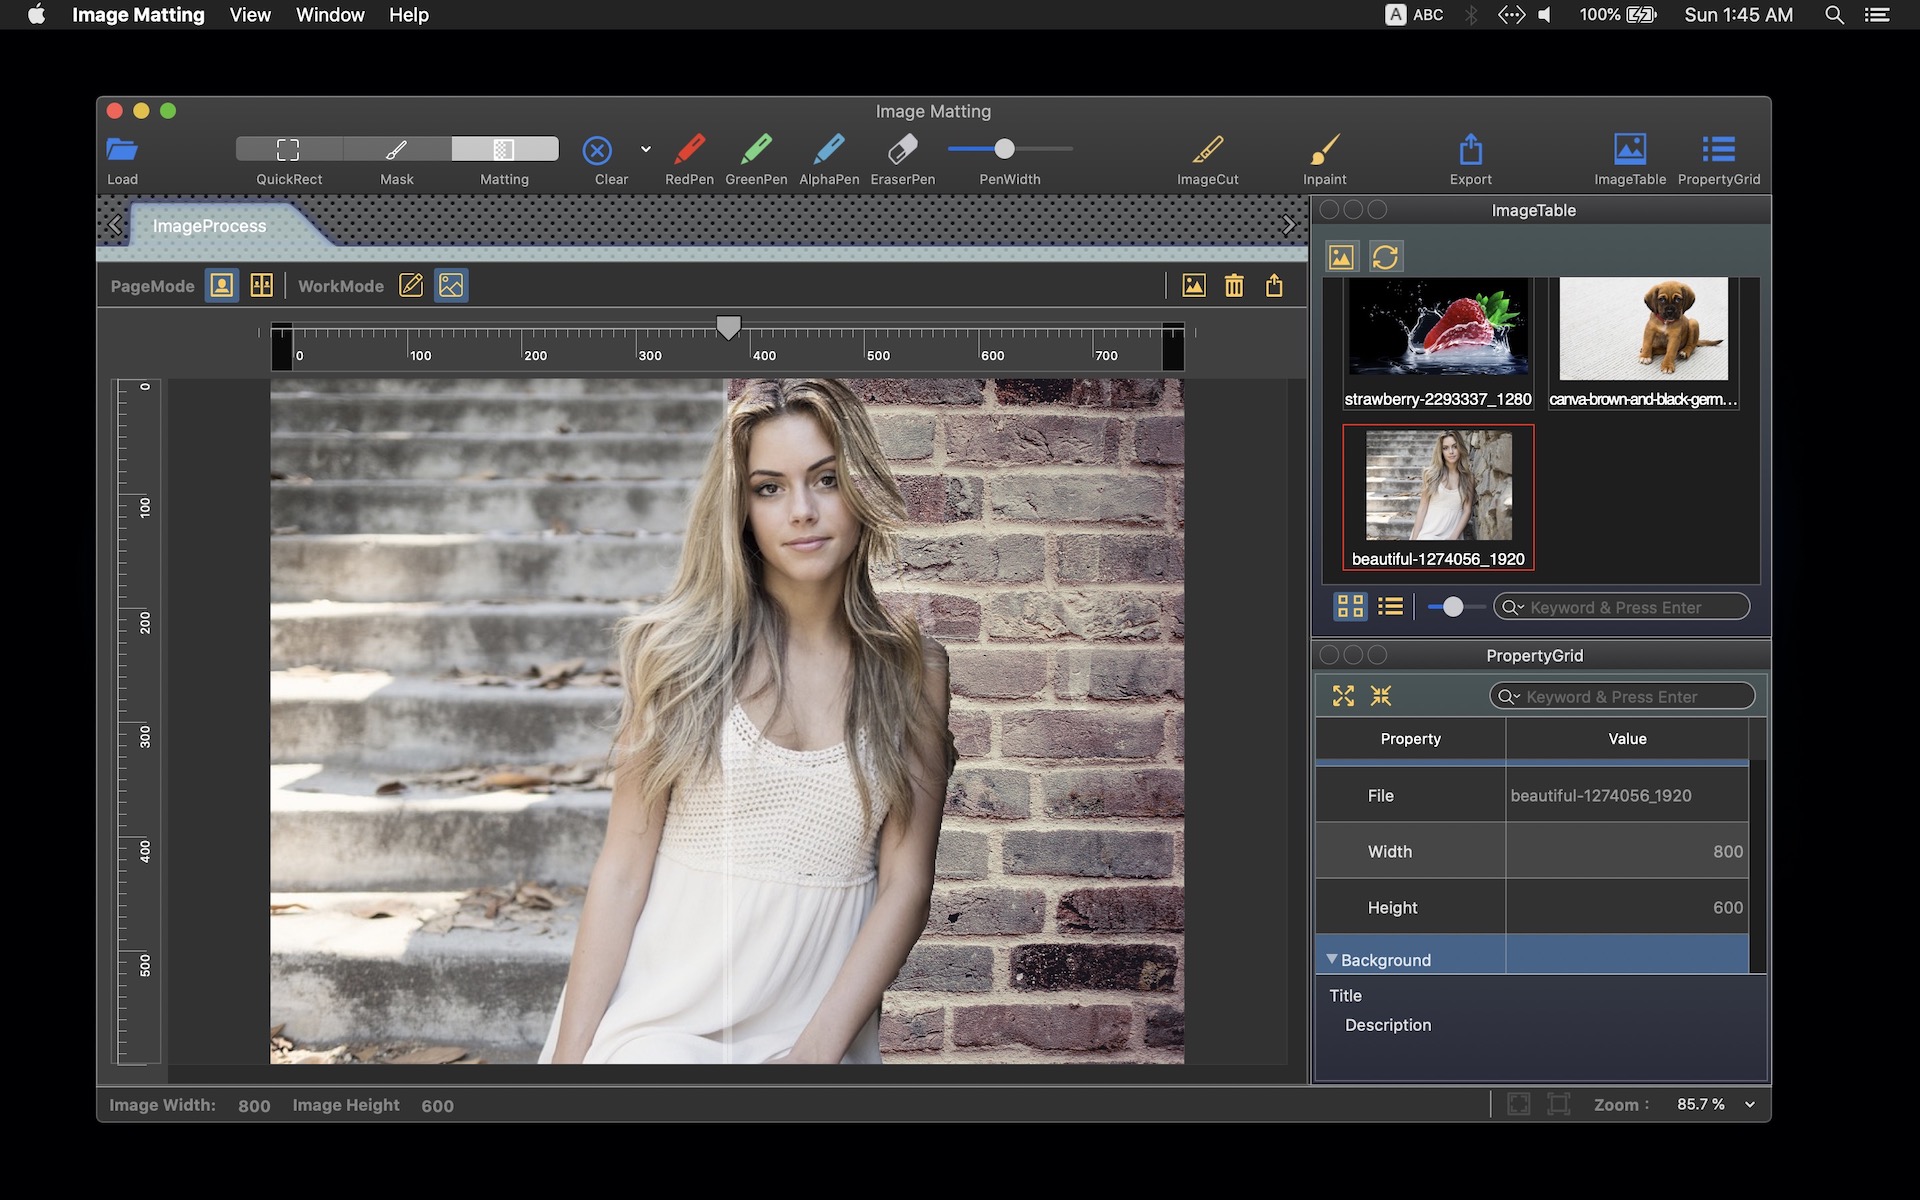 Image Matting View Window Help A ABC 100% Sun 1:45 AM
Image Matting
Load QuickRect Mask Matting Clear RedPen GreenPen AlphaPen EraserPen PenWidth ImageCut Inpaint Export ImageTable PropertyGrid
ImageProcess
PageMode WorkMode
0 100 200 300 400 500 600 700
0
100
200
300
400
500
ImageTable
strawberry-2293337_1280 canva-brown-and-black-germ...
beautiful-1274056_1920
Keyword & Press Enter
PropertyGrid
Keyword & Press Enter
Property Value
File beautiful-1274056_1920
Width 800
Height 600
Background
Title
Description
Image Width: 800 Image Height 600 Zoom : 85.7 %